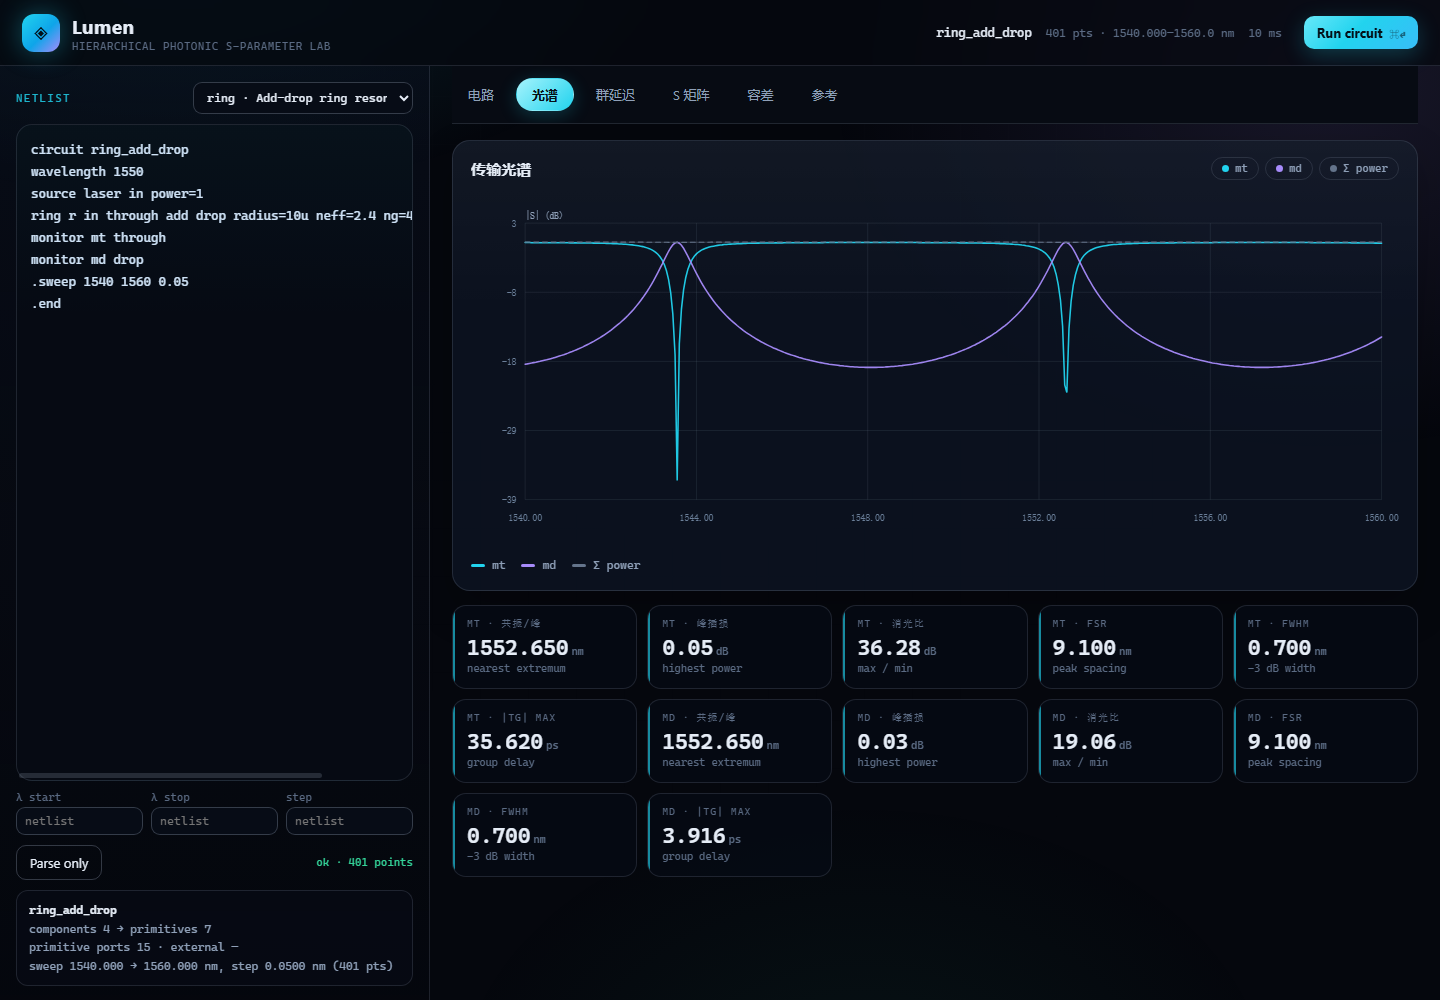 Lumen
HIERARCHICAL PHOTONIC S-PARAMETER LAB
ring_add_drop 401 pts · 1540.000–1560.0 nm 10 ms
Run circuit ⌘↵
NETLIST
ring · Add-drop ring resor
circuit ring_add_drop
wavelength 1550
source laser in power=1
ring r in through add drop radius=10u neff=2.4 ng=4
monitor mt through
monitor md drop
.sweep 1540 1560 0.05
.end
λ start λ stop step
netlist netlist netlist
Parse only
ok · 401 points
ring_add_drop
components 4 → primitives 7
primitive ports 15 · external —
sweep 1540.000 → 1560.000 nm, step 0.0500 nm (401 pts)
电路 光谱 群延迟 S 矩阵 容差 参考
传输光谱
mt md Σ power
|S| (dB)
3
-8
-18
-29
-39
1540.00 1544.00 1548.00 1552.00 1556.00 1560.00
mt md Σ power
MT · 共振/峰
1552.650 nm
nearest extremum
MT · 峰插损
0.05 dB
highest power
MT · 消光比
36.28 dB
max / min
MT · FSR
9.100 nm
peak spacing
MT · FWHM
0.700 nm
−3 dB width
MT · |TG| MAX
35.620 ps
group delay
MD · 共振/峰
1552.650 nm
nearest extremum
MD · 峰插损
0.03 dB
highest power
MD · 消光比
19.06 dB
max / min
MD · FSR
9.100 nm
peak spacing
MD · FWHM
0.700 nm
−3 dB width
MD · |TG| MAX
3.916 ps
group delay